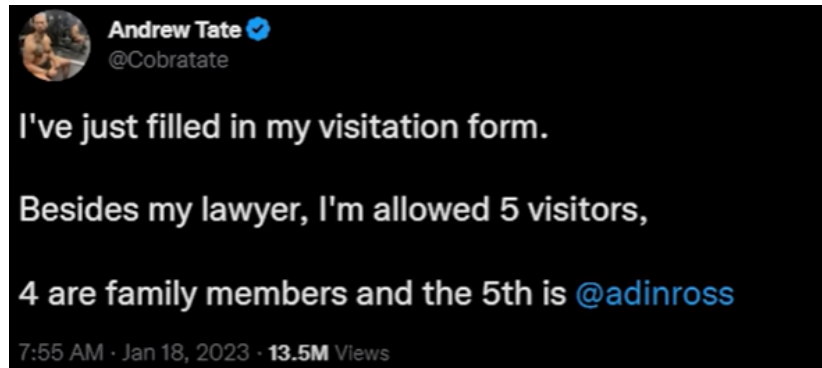 Andrew Tate
@Cobratate
I've just filled in my visitation form.
Besides my lawyer, I'm allowed 5 visitors,
4 are family members and the 5th is @adinross
7:55 AM · Jan 18, 2023 · 13.5M Views